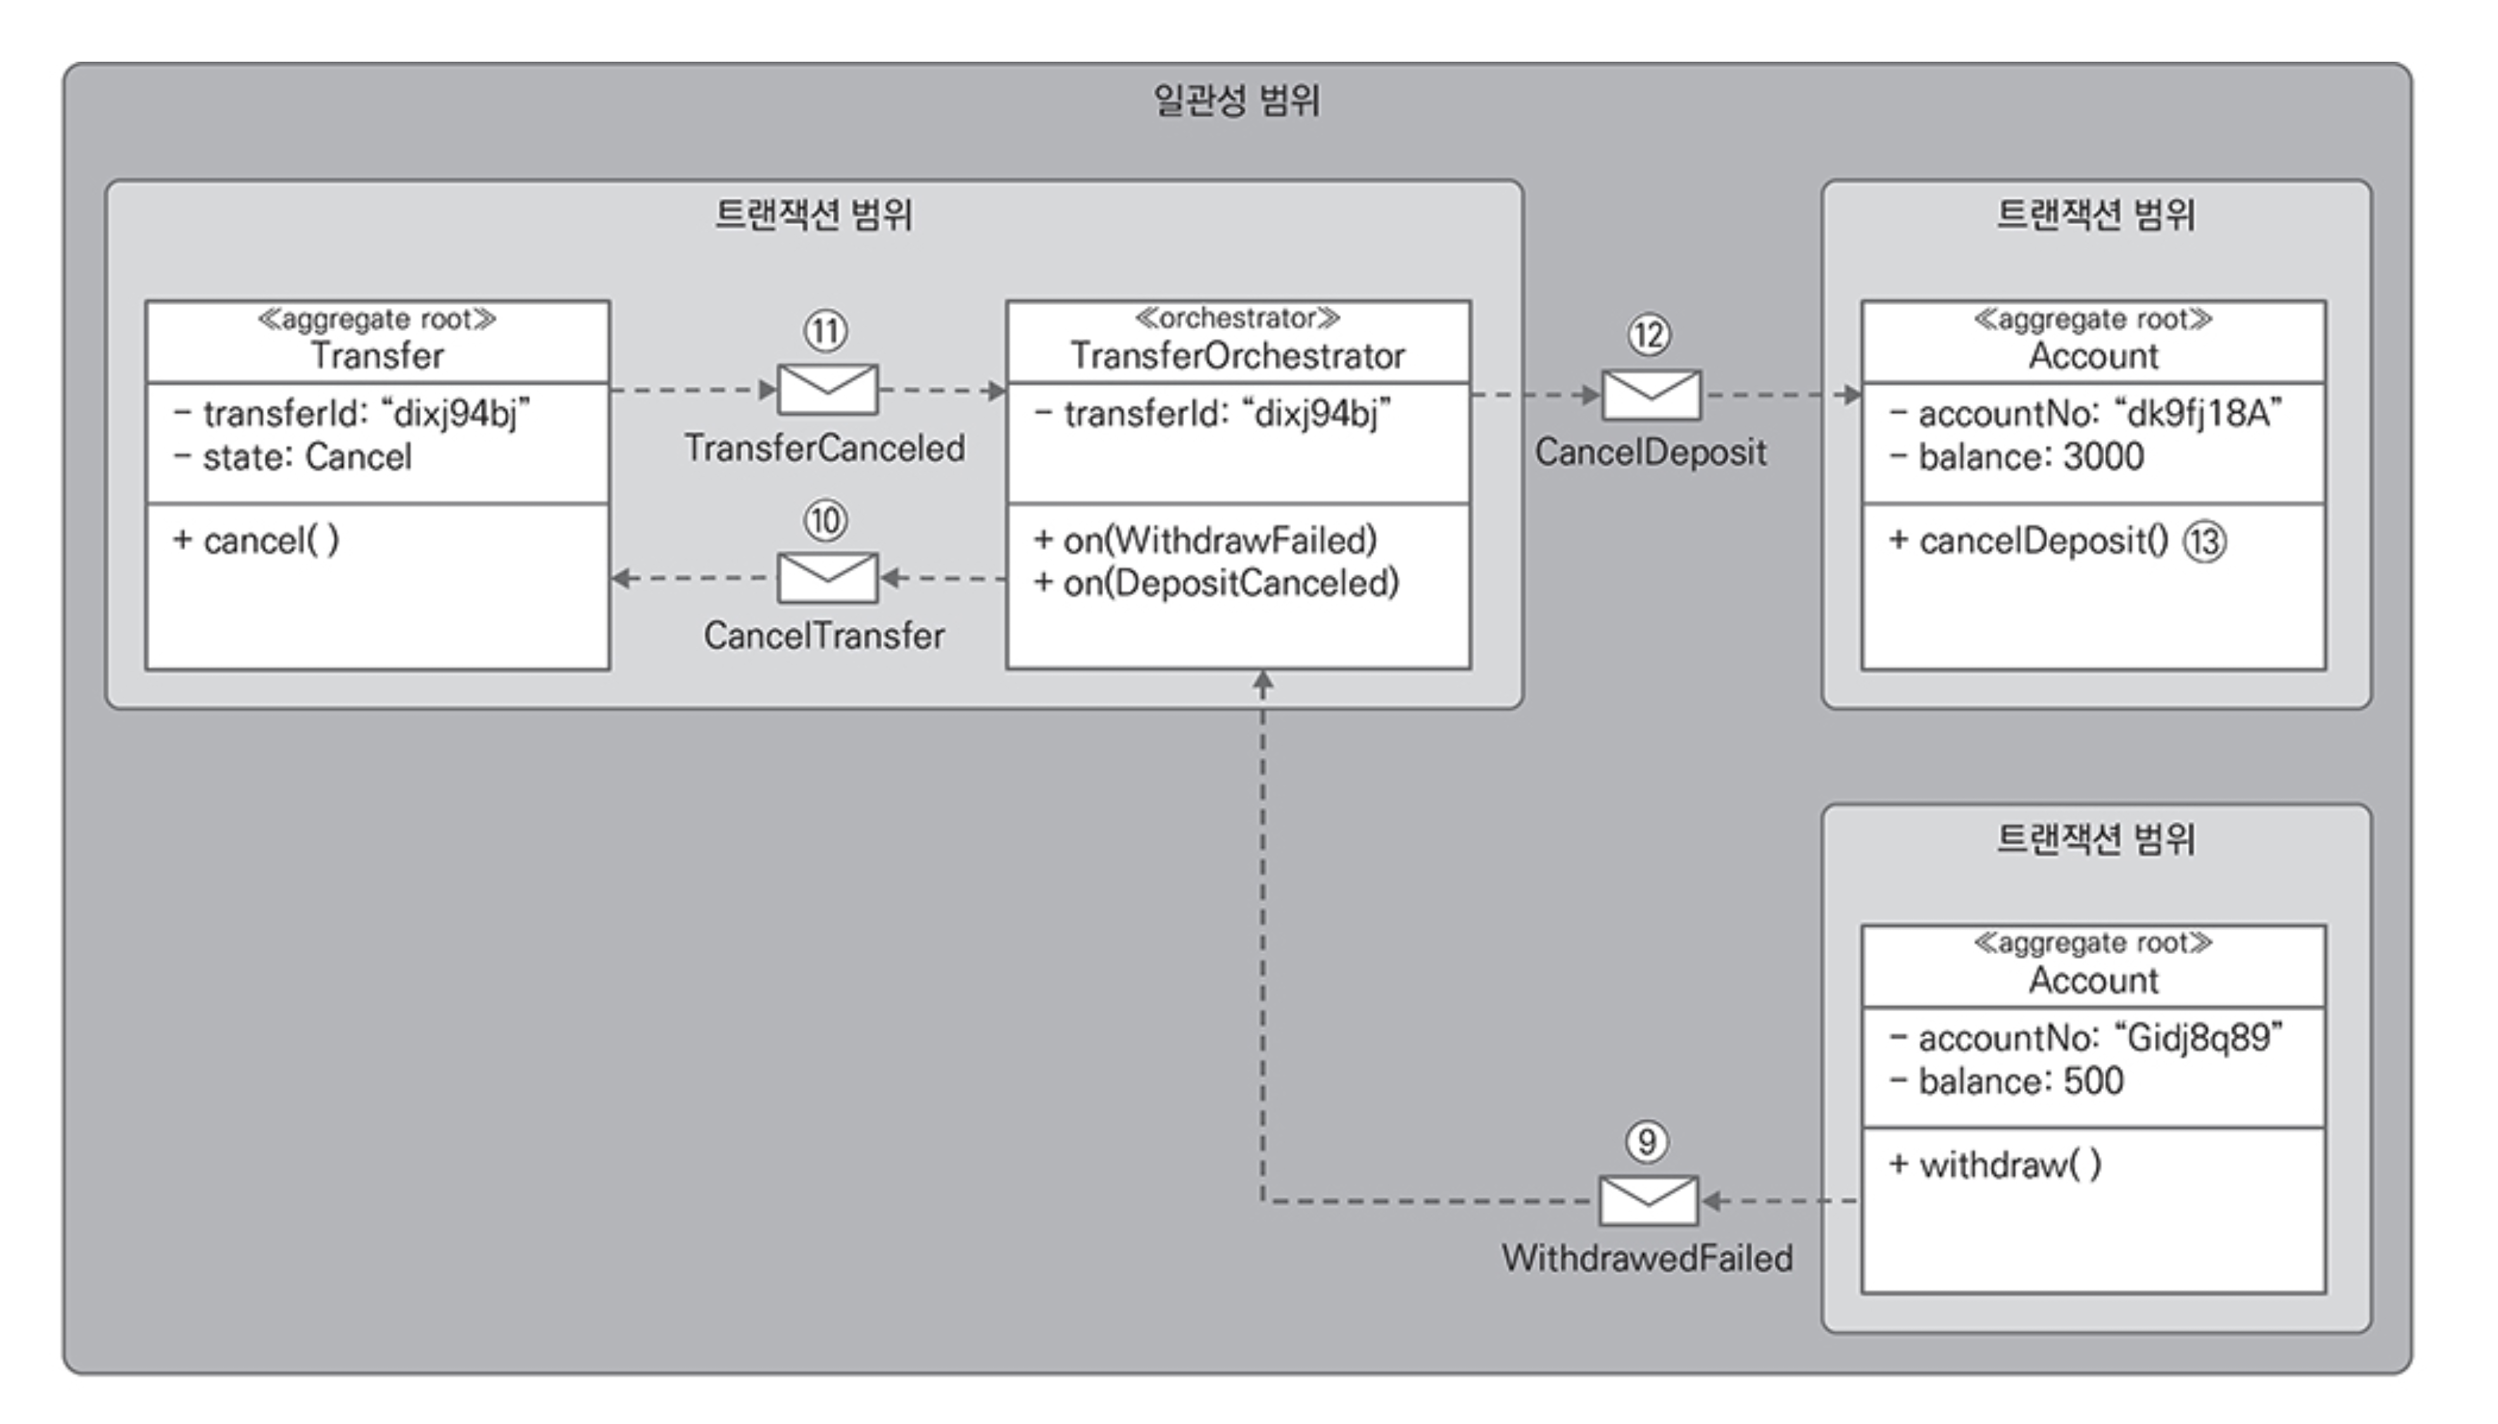 일관성 범위
트랜잭션 범위
≪aggregate root≫
Transfer
- transferId: “dixj94bj”
- state: Cancel
+ cancel( )
⑪
TransferCanceled
⑩
CancelTransfer
≪orchestrator≫
TransferOrchestrator
- transferId: “dixj94bj”
+ on(WithdrawFailed)
+ on(DepositCanceled)
⑫
CancelDeposit
트랜잭션 범위
≪aggregate root≫
Account
- accountNo: “dk9fj18A”
- balance: 3000
+ cancelDeposit() ⑬
트랜잭션 범위
≪aggregate root≫
Account
- accountNo: “Gidj8q89”
- balance: 500
+ withdraw( )
⑨
WithdrawedFailed